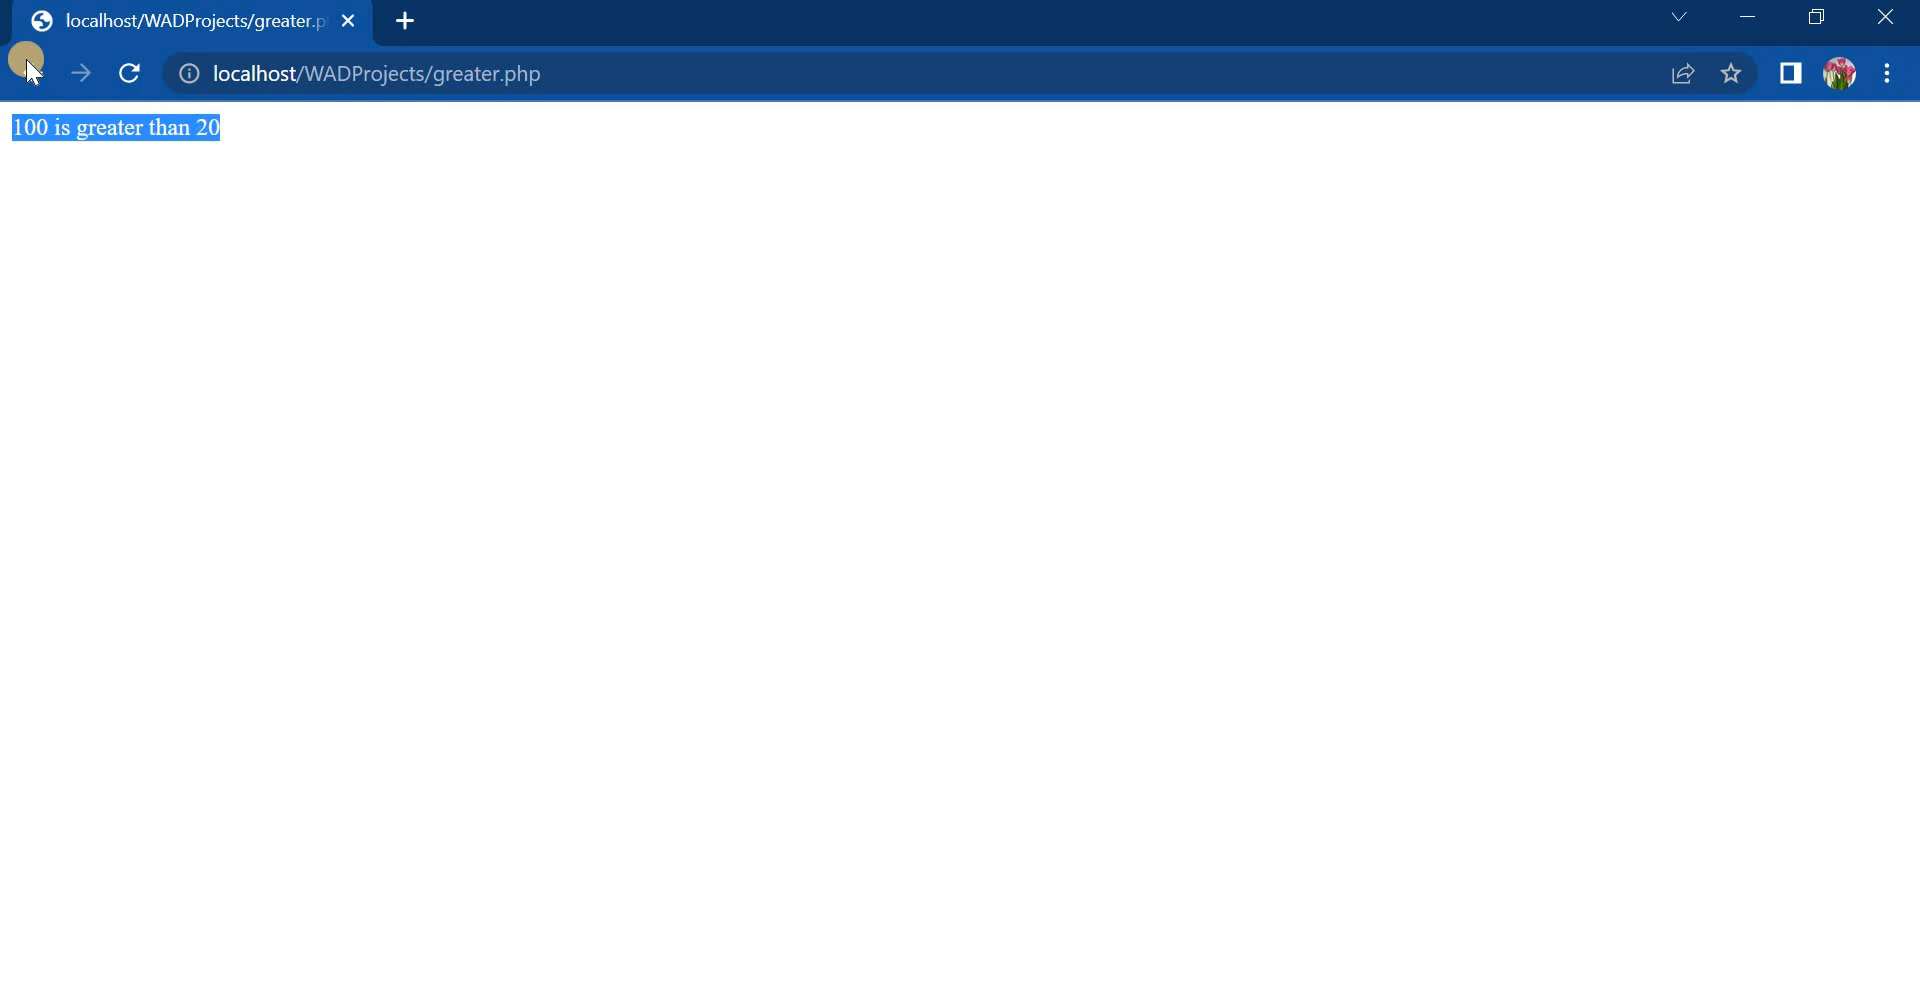 localhost/WADProjects/greater.p
localhost/WADProjects/greater.php
100 is greater than 20